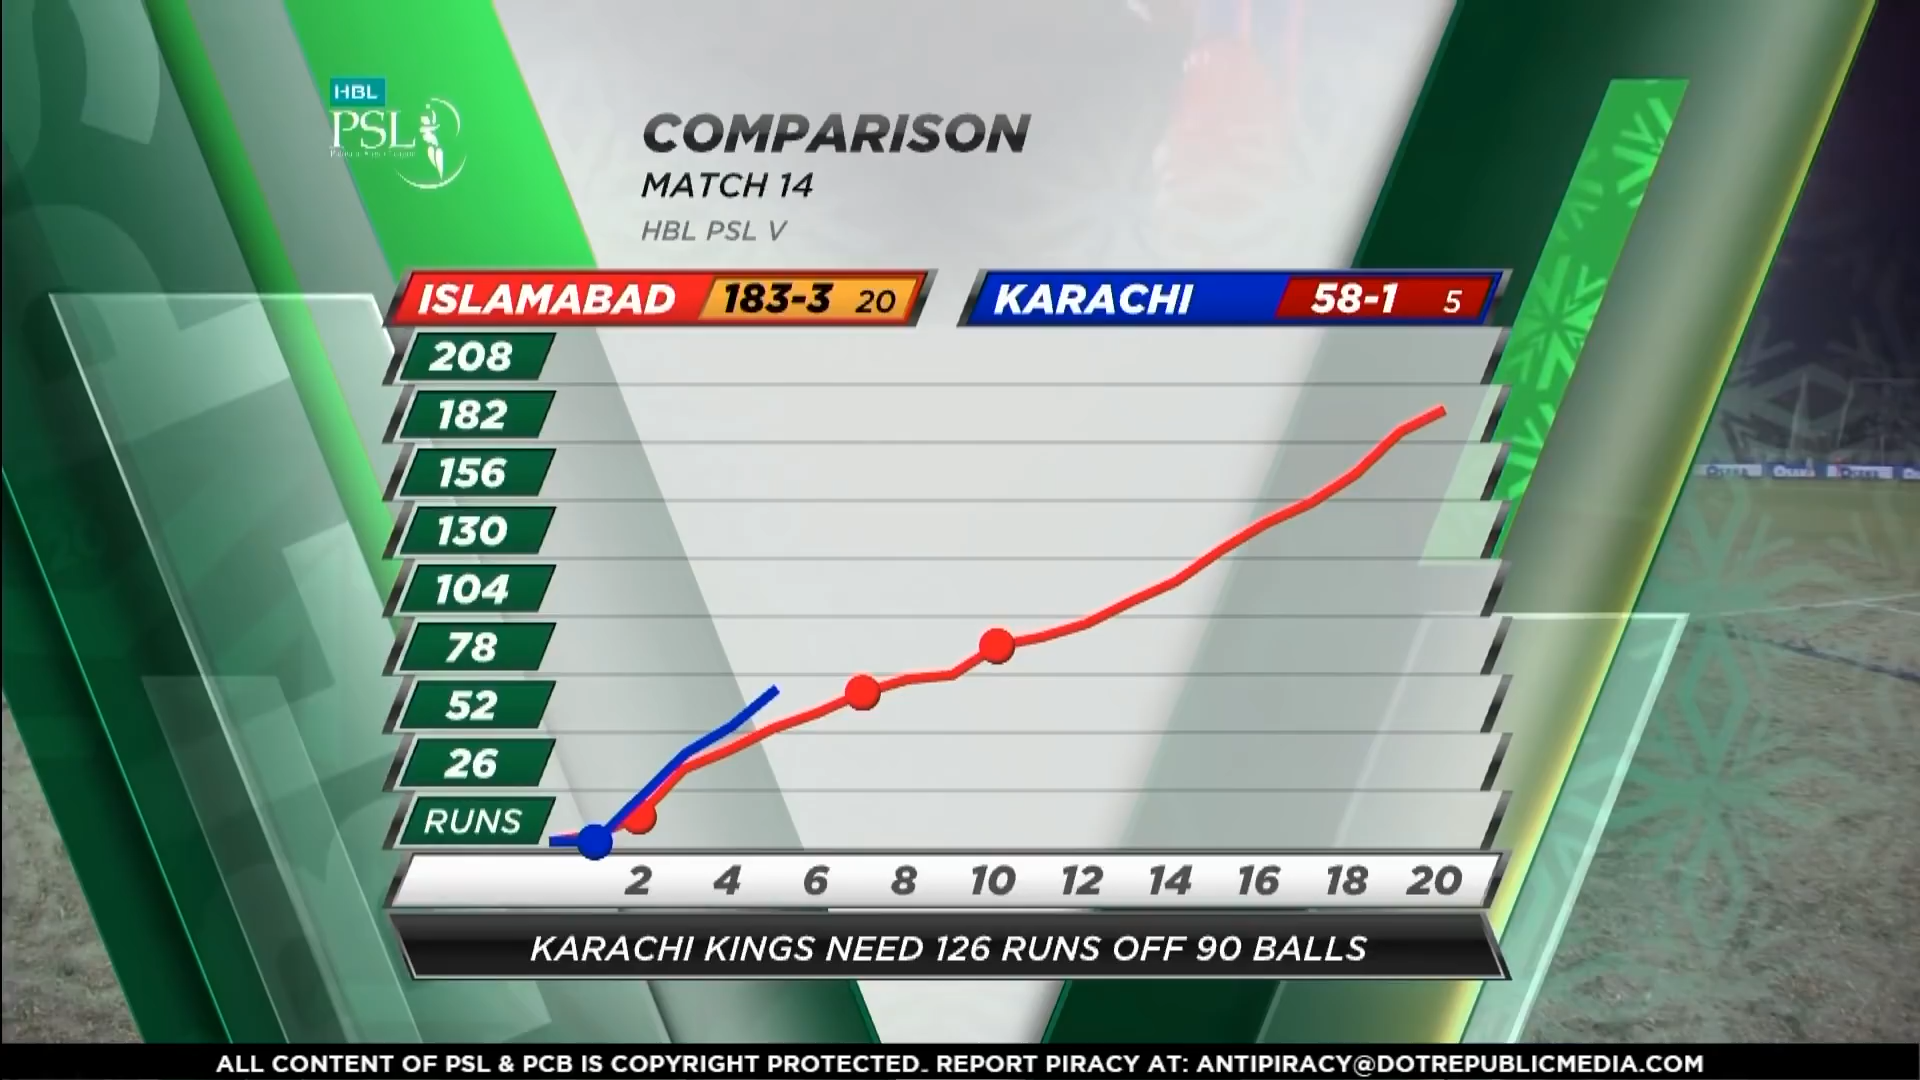 HBL
PSL
COMPARISON
MATCH 14
HBL PSL V
ISLAMABAD 183-3 20
KARACHI 58-1 5
208
182
156
130
104
78
52
26
RUNS
2 4 6 8 10 12 14 16 18 20
KARACHI KINGS NEED 126 RUNS OFF 90 BALLS
ALL CONTENT OF PSL & PCB IS COPYRIGHT PROTECTED. REPORT PIRACY AT: ANTIPIRACY@DOTREPUBLICMEDIA.COM